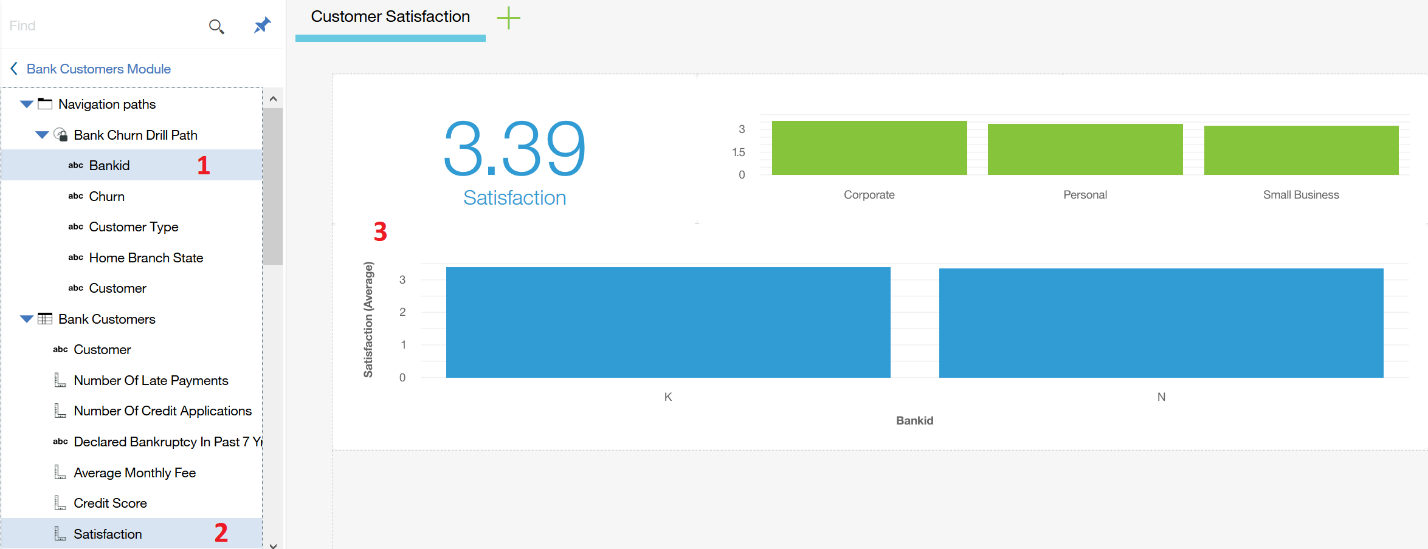 Find
Bank Customers Module
Navigation paths
Bank Churn Drill Path
abc Bankid 1
abc Churn
abc Customer Type
abc Home Branch State
abc Customer
Bank Customers
abc Customer
Number Of Late Payments
Number Of Credit Applications
abc Declared Bankruptcy In Past 7 Y
Average Monthly Fee
Credit Score
Satisfaction 2
Customer Satisfaction
3.39
Satisfaction
3
1.5
0
Corporate Personal Small Business
3
Satisfaction (Average)
3
2
1
0
K N
Bankid